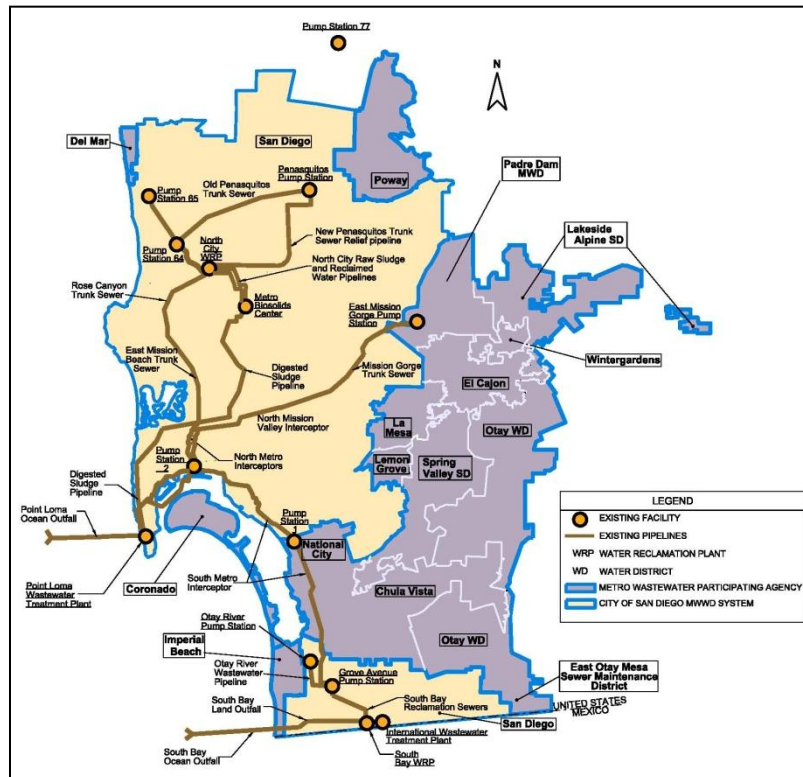 Pump Station 77
N
Del Mar
San Diego
Poway
Padre Dam
MWD
Penasquitos
Pump Station
Old Penasquitos
Trunk Sewer
Pump
Station 65
Lakeside
Alpine SD
Pump
Station 64
North
City
WRP
New Penasquitos Trunk
Sewer Relief pipeline
North City Raw Sludge
and Reclaimed
Water Pipelines
Rose Canyon
Trunk Sewer
Metro
Biosolids
Center
East Mission
Gorge Pump
Station
Wintergardens
East Mission
Beach Trunk
Sewer
Digested
Sludge
Pipeline
Mission Gorge
Trunk Sewer
El Cajon
North Mission
Valley Interceptor
La
Mesa
Otay WD
Lemon
Grove
Spring
Valley SD
Pump
Station
2
North Metro
Interceptors
Digested
Sludge
Pipeline
Point Loma
Ocean Outfall
Pump
Station
1
National
City
Point Loma
Wastewater
Treatment Plant
Coronado
South Metro
Interceptor
Chula Vista
Otay River
Pump Station
Otay WD
Imperial
Beach
Grove Avenue
Pump Station
Otay River
Wastewater
Pipeline
East Otay Mesa
Sewer Maintenance
District
South Bay
Land Outfall
South Bay
Reclamation Sewers
San Diego
UNITED STATES
MEXICO
South Bay
Ocean Outfall
International Wastewater
Treatment Plant
South
Bay WRP
LEGEND
EXISTING FACILITY
EXISTING PIPELINES
WRP WATER RECLAMATION PLANT
WD WATER DISTRICT
METRO WASTEWATER PARTICIPATING AGENCY
CITY OF SAN DIEGO MWWD SYSTEM